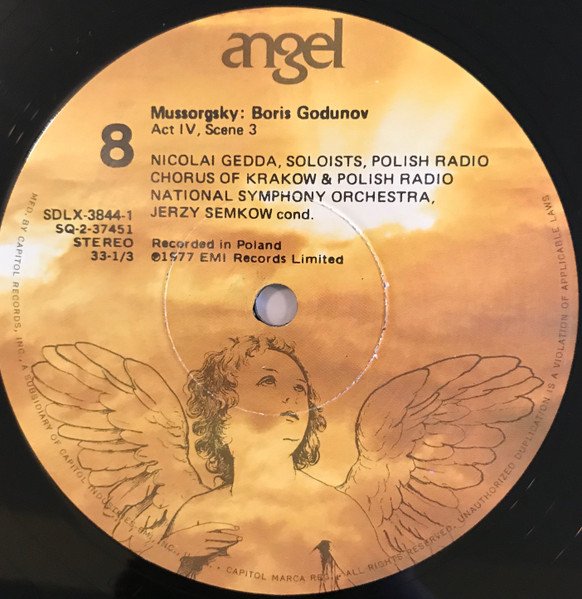 angel
8
Mussorgsky: Boris Godunov
Act IV, Scene 3
NICOLAI GEDDA, SOLOISTS, POLISH RADIO
CHORUS OF KRAKOW & POLISH RADIO
NATIONAL SYMPHONY ORCHESTRA,
JERZY SEMKOW cond.
SDLX-3844-1
SQ-2-37451
STEREO
33-1/3
Recorded in Poland
℗1977 EMI Records Limited
MFD. BY CAPITOL RECORDS, INC. • A SUBSIDIARY OF CAPITOL INDUSTRIES-EMI, INC., • CAPITOL MARCA REG. • ALL RIGHTS RESERVED. UNAUTHORIZED DUPLICATION IS A VIOLATION OF APPLICABLE LAWS